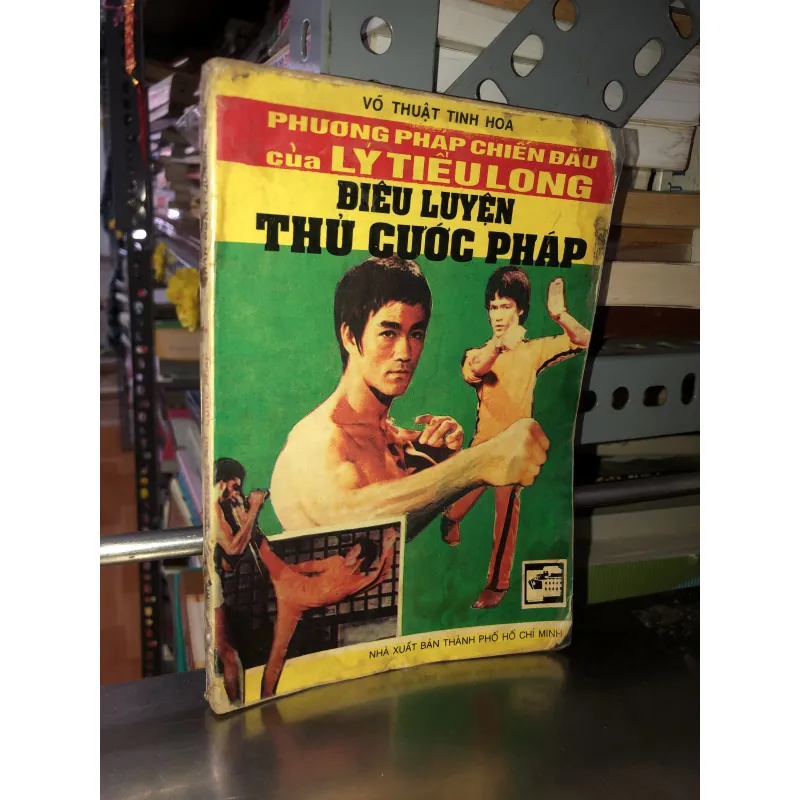 VÕ THUẬT TINH HOA
PHƯƠNG PHÁP CHIẾN ĐẤU
của LÝ TIỂU LONG
ĐIÊU LUYỆN
THỦ CƯỚC PHÁP
NHÀ XUẤT BẢN THÀNH PHỐ HỒ CHÍ MINH